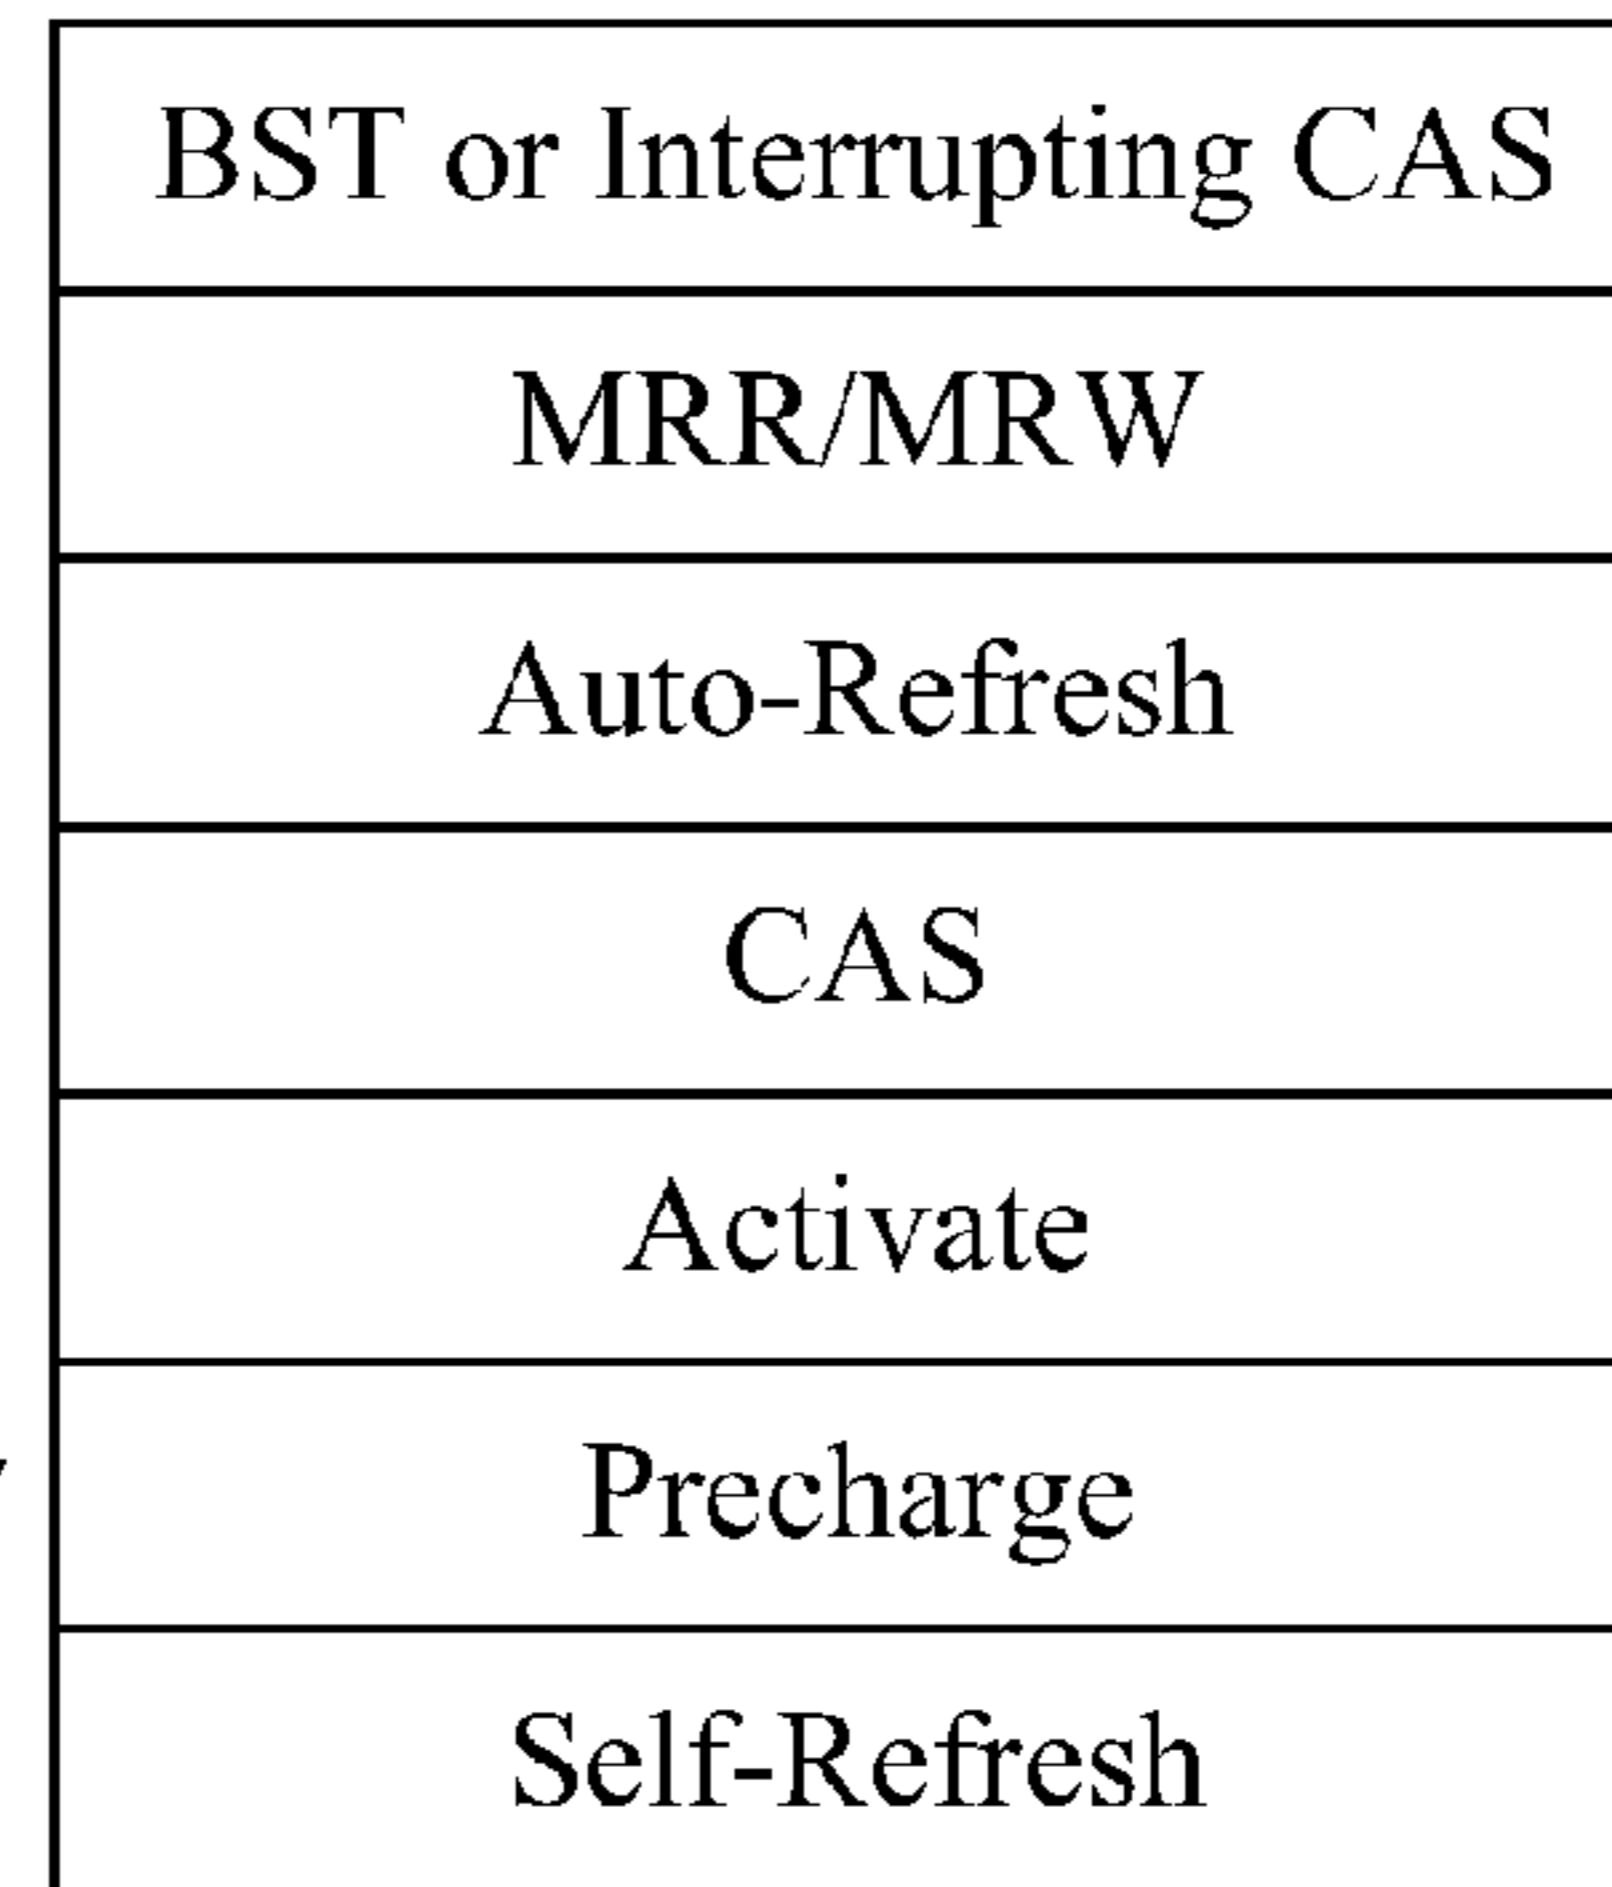 BST or Interrupting CAS
MRR/MRW
Auto-Refresh
CAS
Activate
Precharge
Self-Refresh